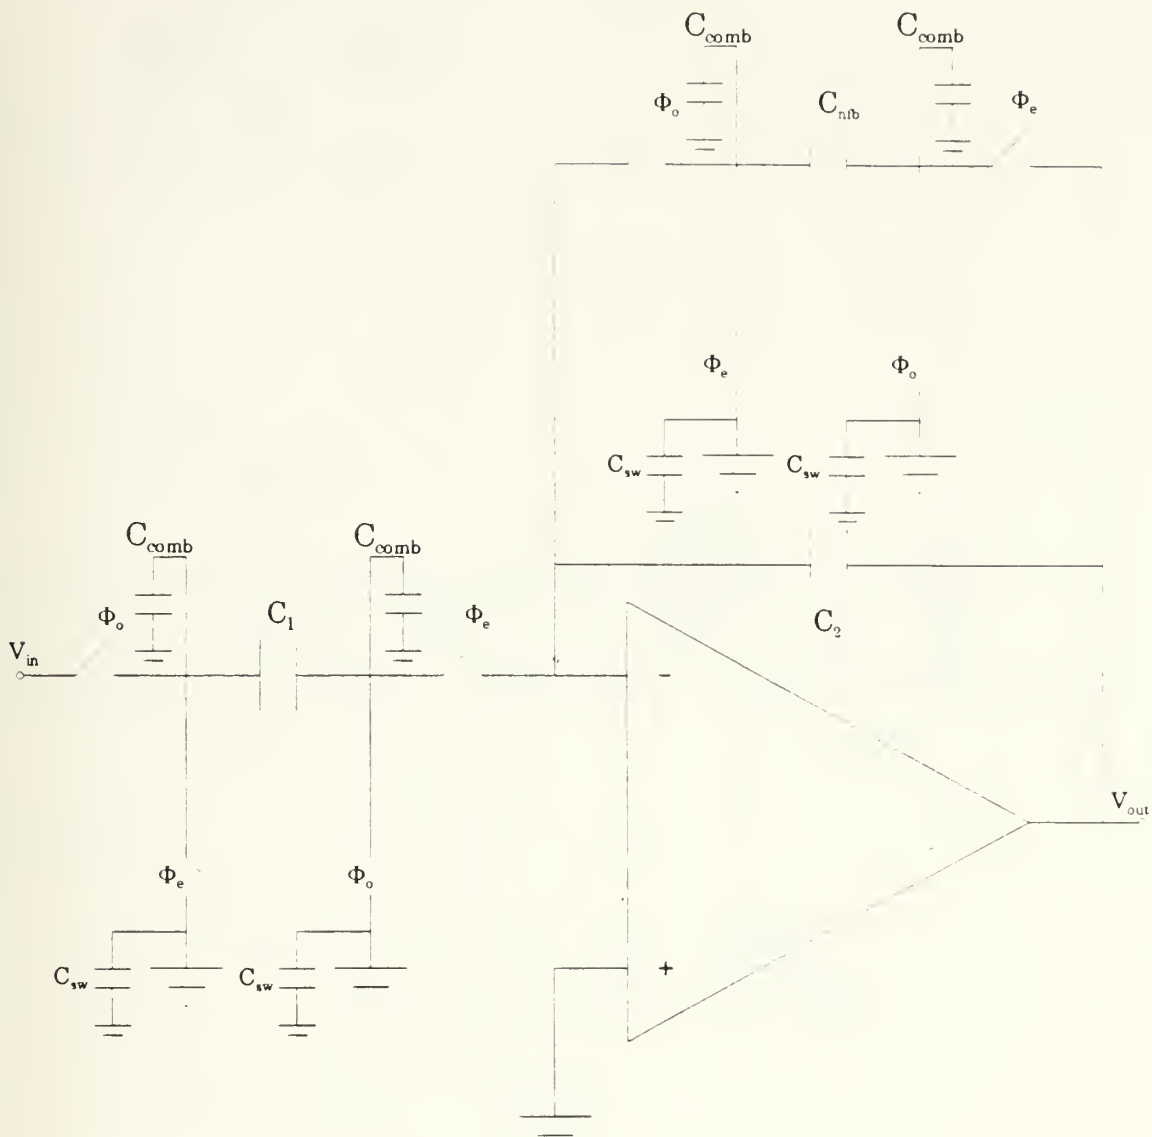 C_comb C_comb
Φ_o C_nfb Φ_e
Φ_e Φ_o
C_sw C_sw
C_comb C_comb
Φ_o C_1 Φ_e C_2
V_in
-
V_out
Φ_e Φ_o
C_sw C_sw +